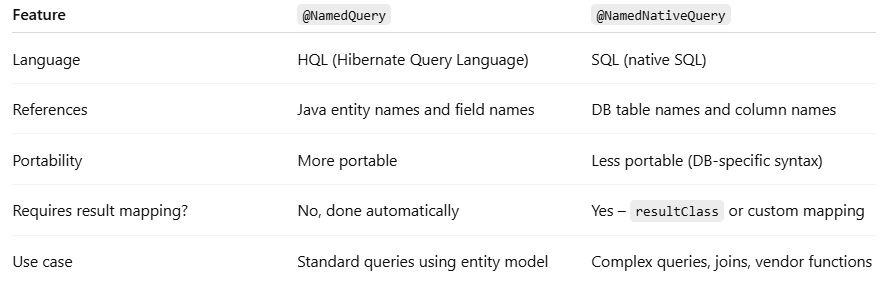 Feature @NamedQuery @NamedNativeQuery
Language HQL (Hibernate Query Language) SQL (native SQL)
References Java entity names and field names DB table names and column names
Portability More portable Less portable (DB-specific syntax)
Requires result mapping? No, done automatically Yes – resultClass or custom mapping
Use case Standard queries using entity model Complex queries, joins, vendor functions